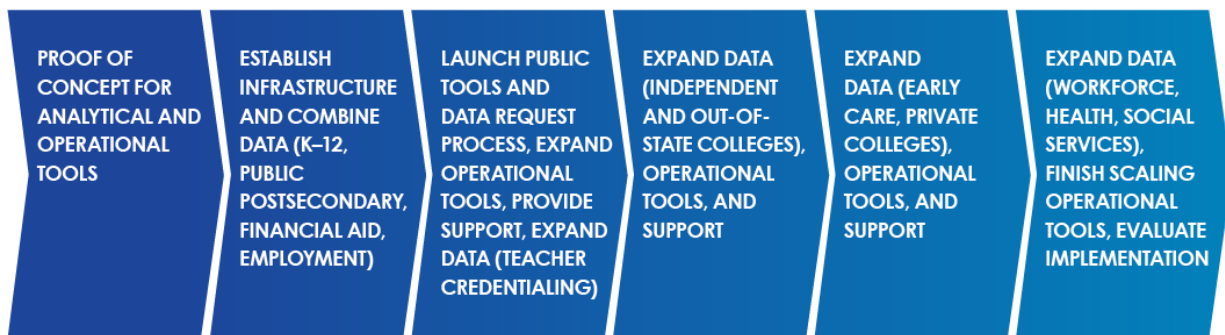 PROOF OF
CONCEPT FOR
ANALYTICAL AND
OPERATIONAL
TOOLS
ESTABLISH
INFRASTRUCTURE
AND COMBINE
DATA (K–12,
PUBLIC
POSTSECONDARY,
FINANCIAL AID,
EMPLOYMENT)
LAUNCH PUBLIC
TOOLS AND
DATA REQUEST
PROCESS, EXPAND
OPERATIONAL
TOOLS, PROVIDE
SUPPORT, EXPAND
DATA (TEACHER
CREDENTIALING)
EXPAND DATA
(INDEPENDENT
AND OUT-OF-
STATE COLLEGES),
OPERATIONAL
TOOLS, AND
SUPPORT
EXPAND
DATA (EARLY
CARE, PRIVATE
COLLEGES),
OPERATIONAL
TOOLS, AND
SUPPORT
EXPAND DATA
(WORKFORCE,
HEALTH, SOCIAL
SERVICES),
FINISH SCALING
OPERATIONAL
TOOLS, EVALUATE
IMPLEMENTATION